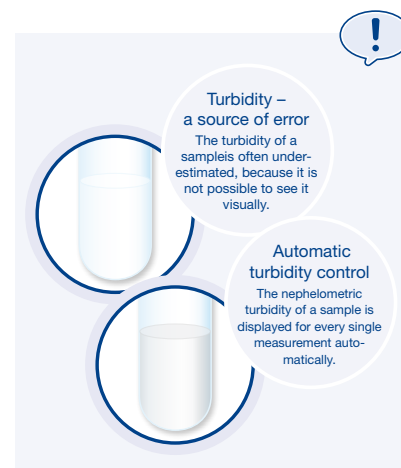 !
Turbidity –
a source of error
The turbidity of a
sampleis often under-
estimated, because it is
not possible to see it
visually.
Automatic
turbidity control
The nephelometric
turbidity of a sample is
displayed for every single
measurement auto-
matically.